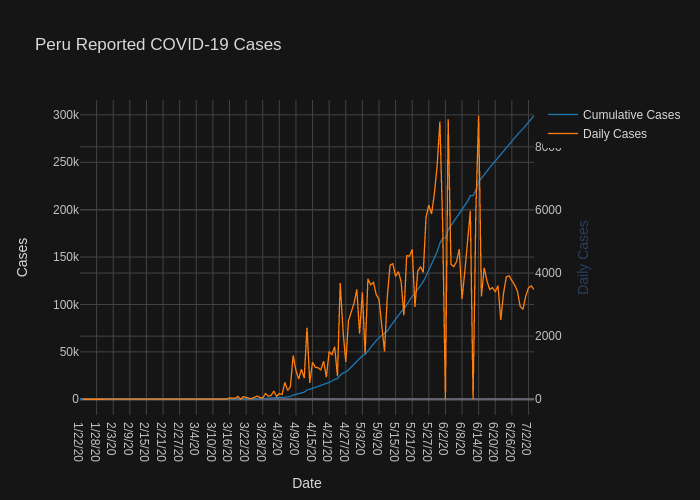 Peru Reported COVID-19 Cases
Cumulative Cases
Daily Cases
300k
250k
200k
150k
100k
50k
0
Cases
8000
6000
4000
2000
0
Daily Cases
1/22/20
1/28/20
2/3/20
2/9/20
2/15/20
2/21/20
2/27/20
3/4/20
3/10/20
3/16/20
3/22/20
3/28/20
4/3/20
4/9/20
4/15/20
4/21/20
4/27/20
5/3/20
5/9/20
5/15/20
5/21/20
5/27/20
6/2/20
6/8/20
6/14/20
6/20/20
6/26/20
7/2/20
Date